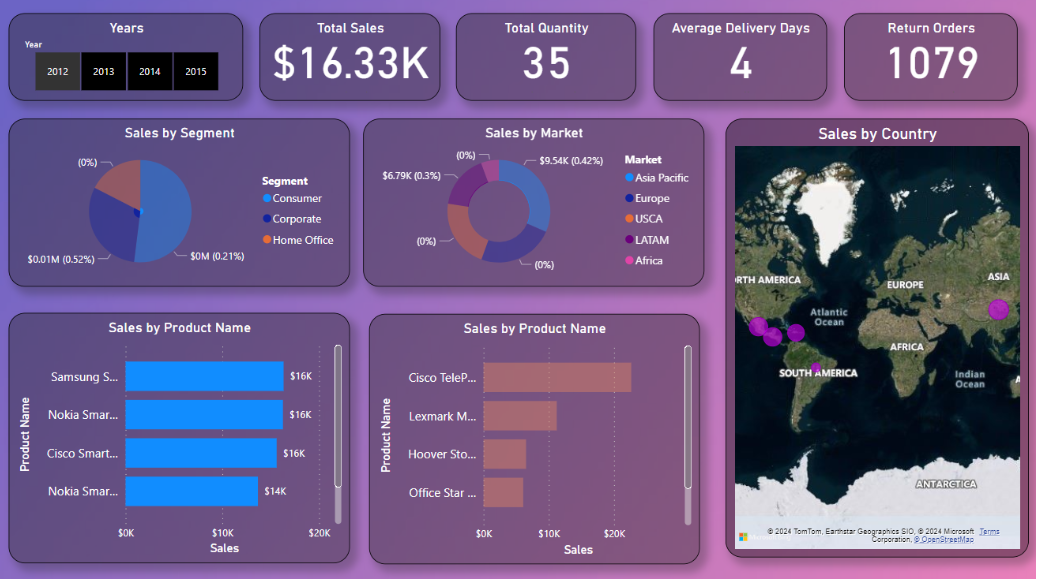 Years
Year
2012
2013
2014
2015
Total Sales
$16.33K
Total Quantity
35
Average Delivery Days
4
Return Orders
1079
Sales by Segment
(0%)
$0.01M (0.52%)
$0M (0.21%)
Segment
Consumer
Corporate
Home Office
Sales by Market
(0%)
$9.54K (0.42%)
$6.79K (0.3%)
(0%)
(0%)
Market
Asia Pacific
Europe
USCA
LATAM
Africa
Sales by Country
RTH AMERICA
EUROPE
ASIA
Atlantic
Ocean
AFRICA
SOUTH AMERICA
Indian
Ocean
A
ANTARCTICA
© 2024 TomTom, Earthstar Geographics SIO, © 2024 Microsoft Terms
Corporation, © OpenStreetMap
Sales by Product Name
Product Name
Samsung S...
$16K
Nokia Smar...
$16K
Cisco Smart...
$16K
Nokia Smar...
$14K
$0K
$10K
$20K
Sales
Sales by Product Name
Product Name
Cisco TeleP...
Lexmark M...
Hoover Sto...
Office Star ...
$0K
$10K
$20K
Sales